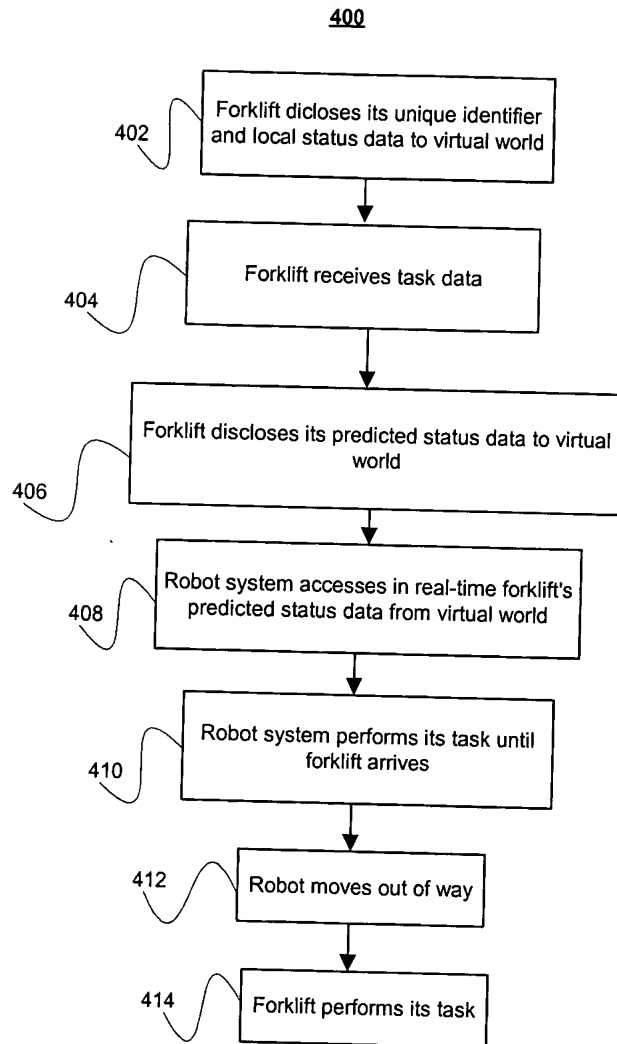 400
402
Forklift dicloses its unique identifier
and local status data to virtual world
404
Forklift receives task data
406
Forklift discloses its predicted status data to virtual
world
408
Robot system accesses in real-time forklift's
predicted status data from virtual world
410
Robot system performs its task until
forklift arrives
412
Robot moves out of way
414
Forklift performs its task